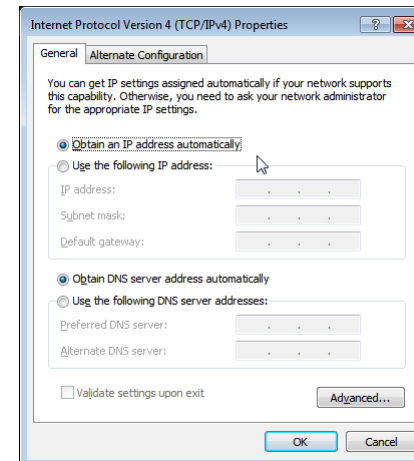 Internet Protocol Version 4 (TCP/IPv4) Properties
General
Alternate Configuration
You can get IP settings assigned automatically if your network supports
this capability. Otherwise, you need to ask your network administrator
for the appropriate IP settings.
Obtain an IP address automatically
Use the following IP address:
IP address:
Subnet mask:
Default gateway:
Obtain DNS server address automatically
Use the following DNS server addresses:
Preferred DNS server:
Alternate DNS server:
Validate settings upon exit
Advanced...
OK
Cancel